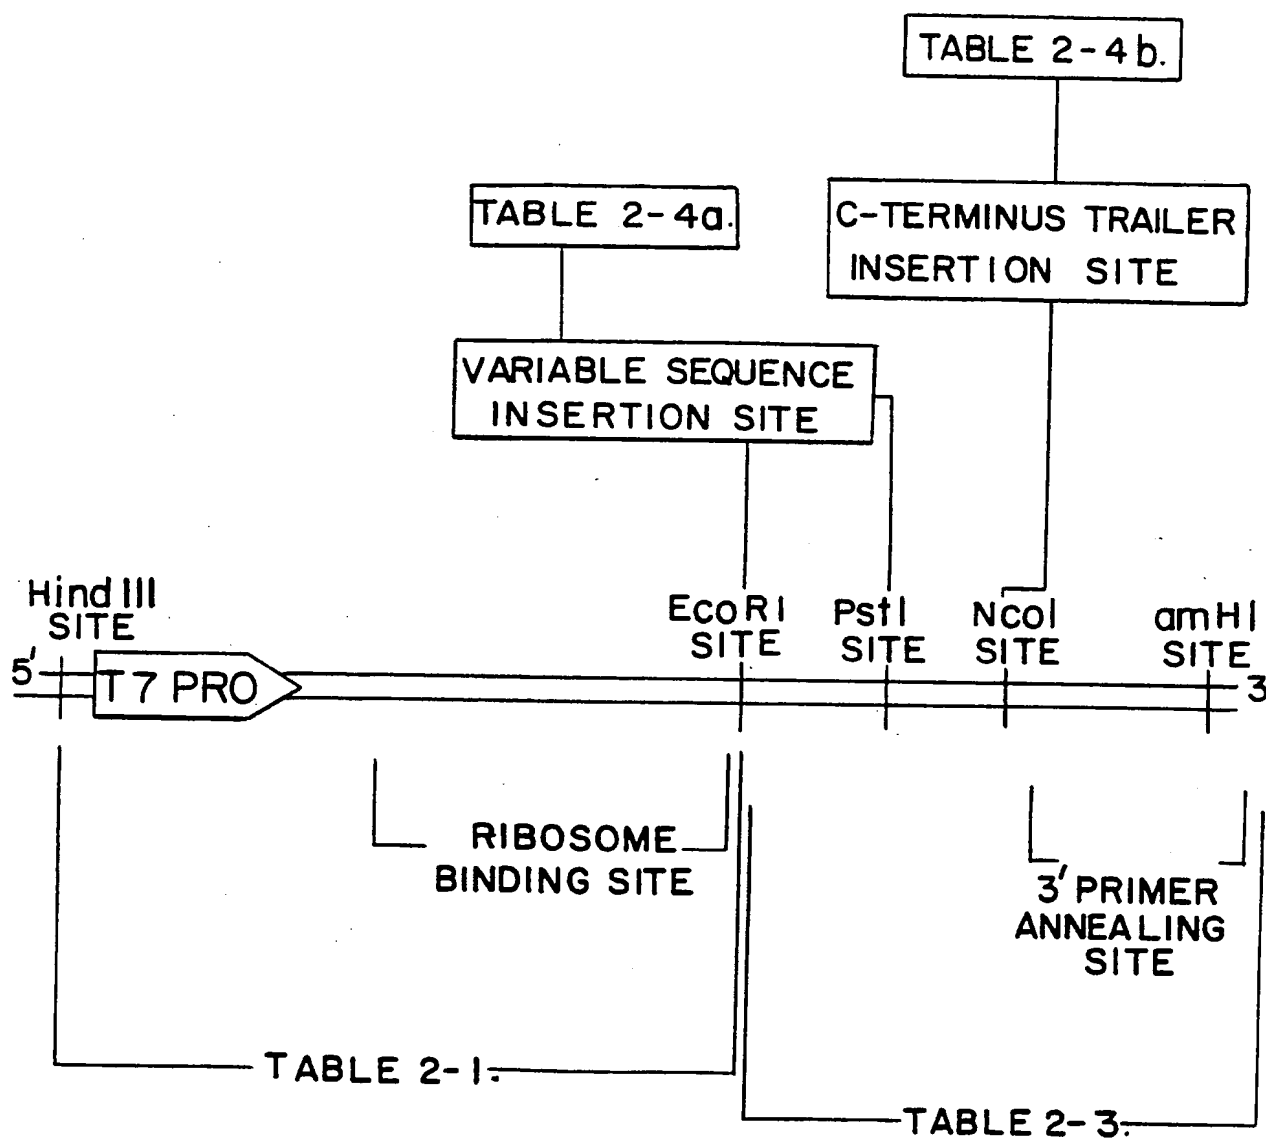 TABLE 2-4b.
TABLE 2-4a.
C-TERMINUS TRAILER
INSERTION SITE
VARIABLE SEQUENCE
INSERTION SITE
Hind III
SITE
EcoRI
SITE
PstI
SITE
NcoI
SITE
amHI
SITE
5'
T7 PRO
3
RIBOSOME
BINDING SITE
3' PRIMER
ANNEALING
SITE
TABLE 2-1.
TABLE 2-3.